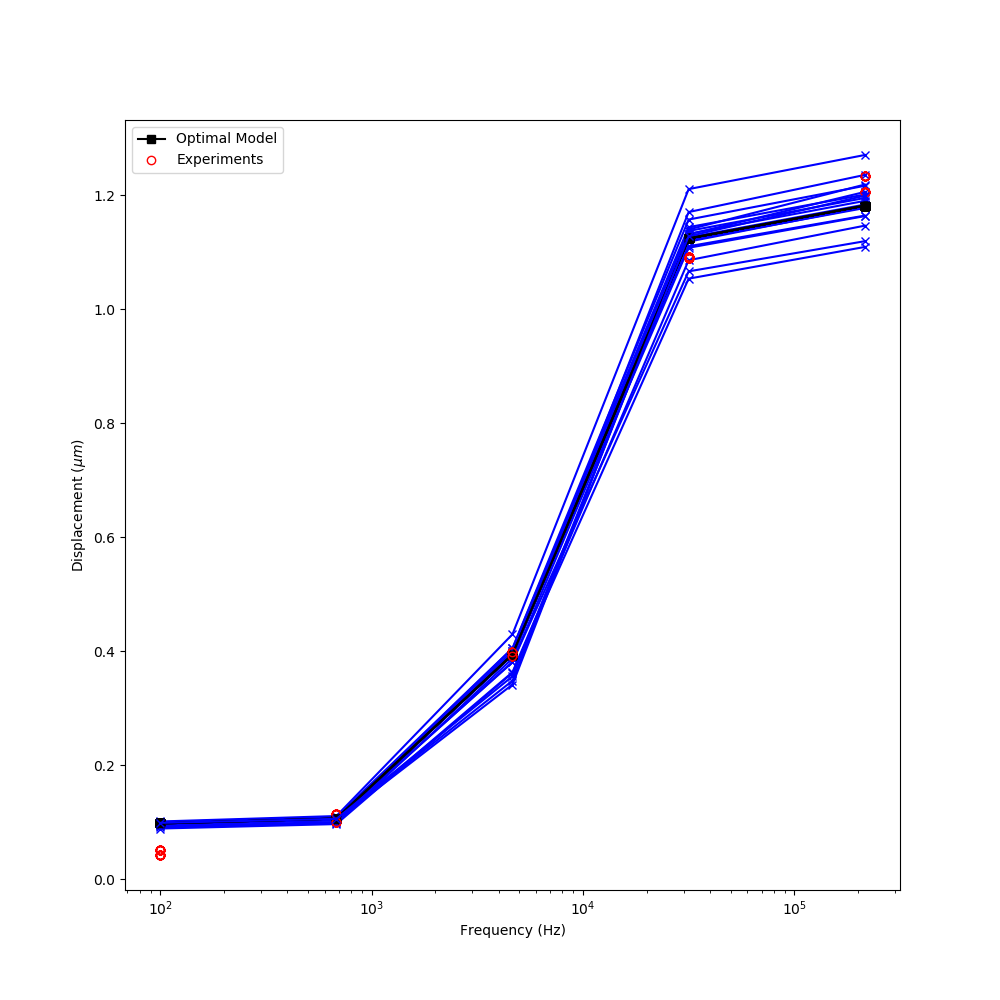 Optimal Model
Experiments
1.2
1.0
0.8
0.6
0.4
0.2
0.0
Displacement (μm)
10² 10³ 10⁴ 10⁵
Frequency (Hz)